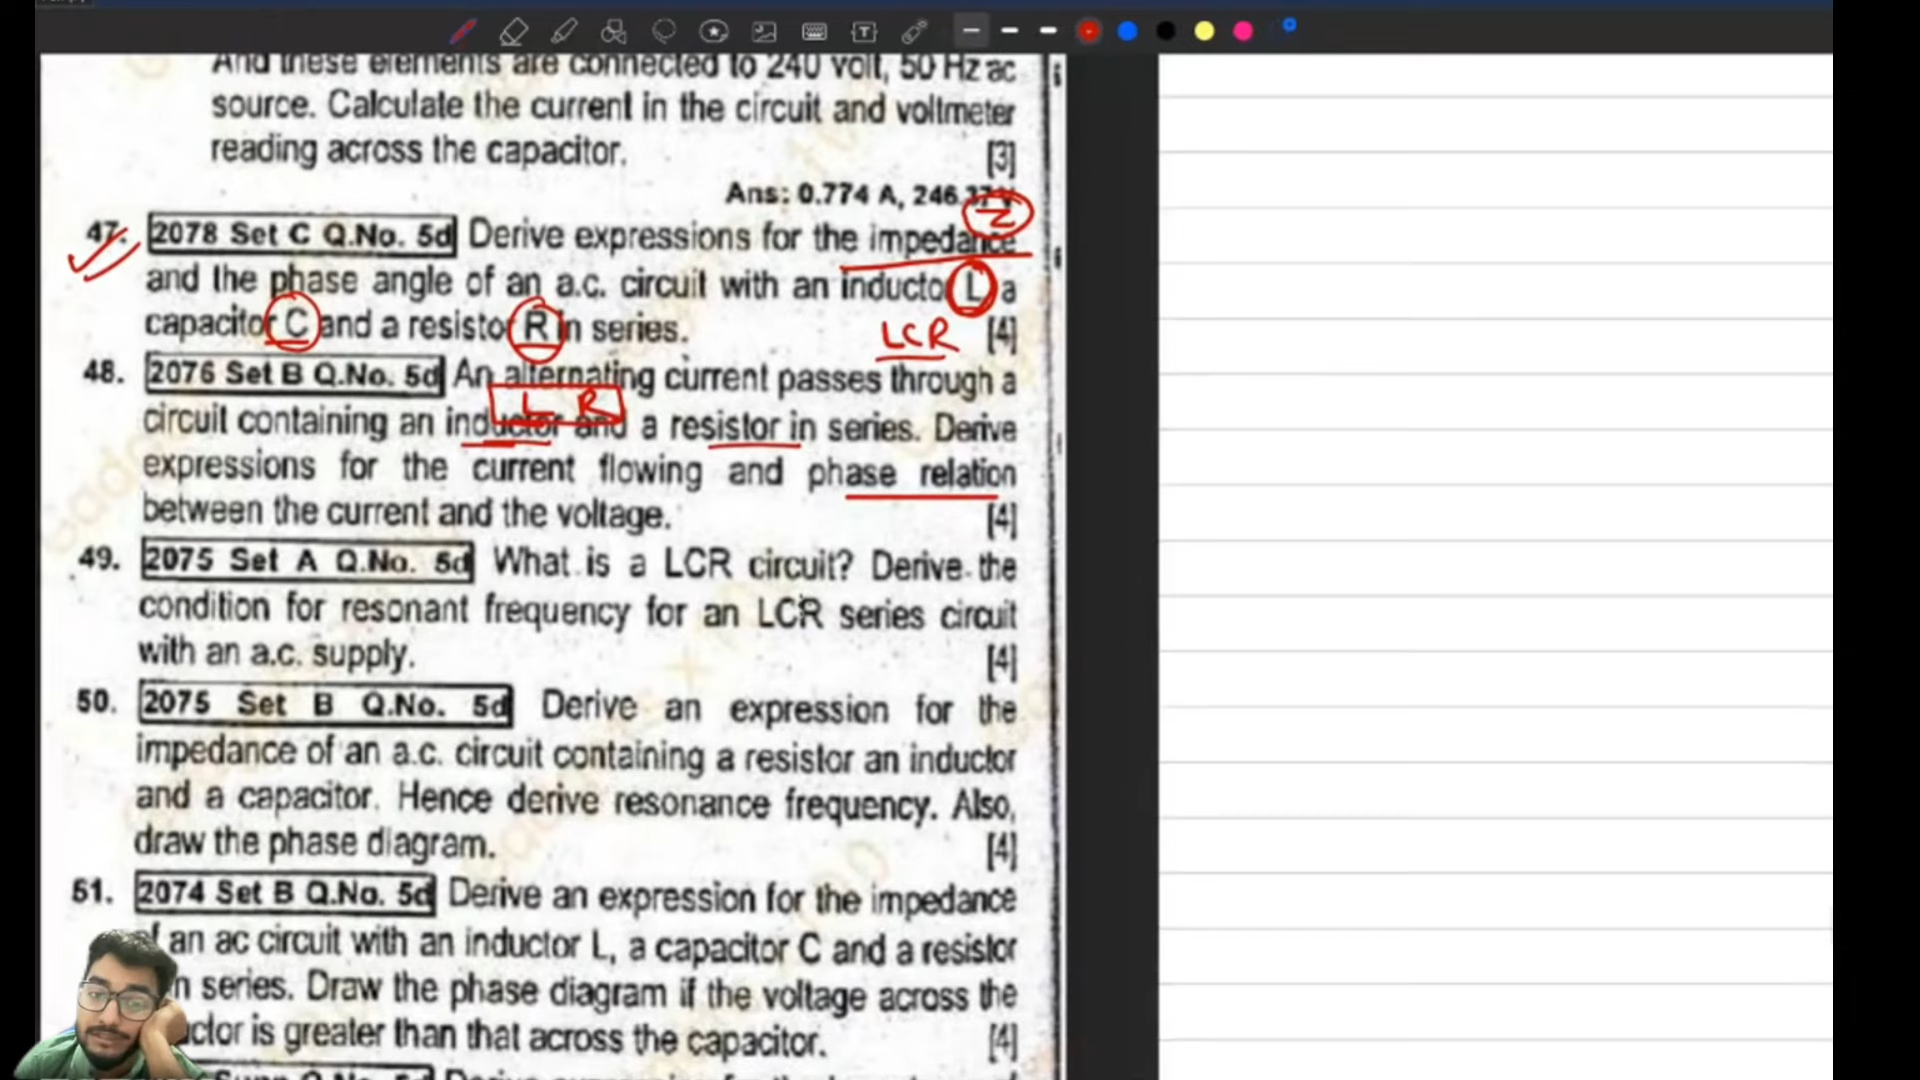 And these elements are connected to 240 volt, 50 Hz ac
source. Calculate the current in the circuit and voltmeter
reading across the capacitor. [3]
Ans: 0.774 A, 246.37 V
Z
47. 2078 Set C Q.No. 5d Derive expressions for the impedance
and the phase angle of an a.c. circuit with an inductor L a
capacitor C and a resistor R in series. [4]
LCR
48. 2076 Set B Q.No. 5d An alternating current passes through a
L R
circuit containing an inductor and a resistor in series. Derive
expressions for the current flowing and phase relation
between the current and the voltage. [4]
49. 2075 Set A Q.No. 5d What is a LCR circuit? Derive the
condition for resonant frequency for an LCR series circuit
with an a.c. supply. [4]
50. 2075 Set B Q.No. 5d Derive an expression for the
impedance of an a.c. circuit containing a resistor an inductor
and a capacitor. Hence derive resonance frequency. Also,
draw the phase diagram. [4]
51. 2074 Set B Q.No. 5d Derive an expression for the impedance
of an ac circuit with an inductor L, a capacitor C and a resistor
in series. Draw the phase diagram if the voltage across the
uctor is greater than that across the capacitor. [4]